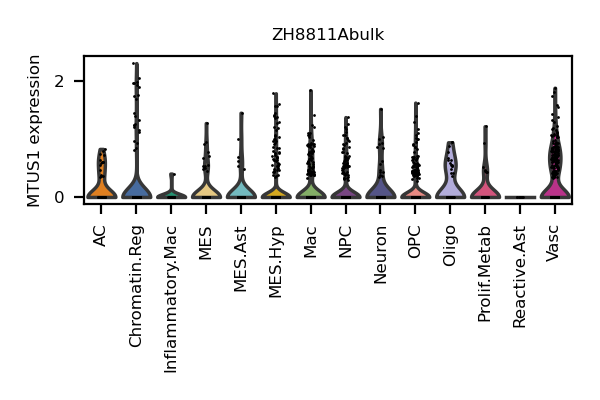 ZH8811Abulk
MTUS1 expression
2
0
AC
Chromatin.Reg
Inflammatory.Mac
MES
MES.Ast
MES.Hyp
Mac
NPC
Neuron
OPC
Oligo
Prolif.Metab
Reactive.Ast
Vasc